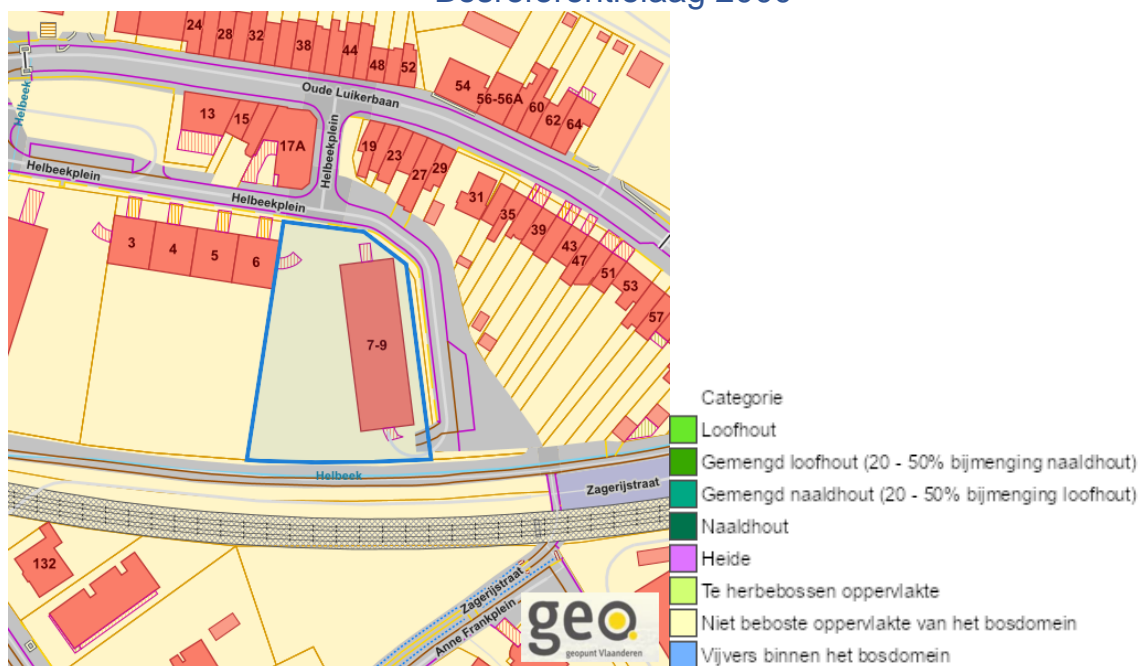 24 28 32 38 44 48 52
Oude Luikerbaan
54 56-56A 60 62 64
Helbeek
13 15 17A
19 23 27 29
Helbeekplein
Helbeekplein
Helbeekplein
31 35 39 43 47 51 53 57
3 4 5 6
7-9
Helbeek
Zagerijstraat
132
Zagerijstraat
Anne Frankplein
geo.
geopunt Vlaanderen
Categorie
Loofhout
Gemengd loofhout (20 - 50% bijmenging naaldhout)
Gemengd naaldhout (20 - 50% bijmenging loofhout)
Naaldhout
Heide
Te herbebossen oppervlakte
Niet beboste oppervlakte van het bosdomein
Vijvers binnen het bosdomein